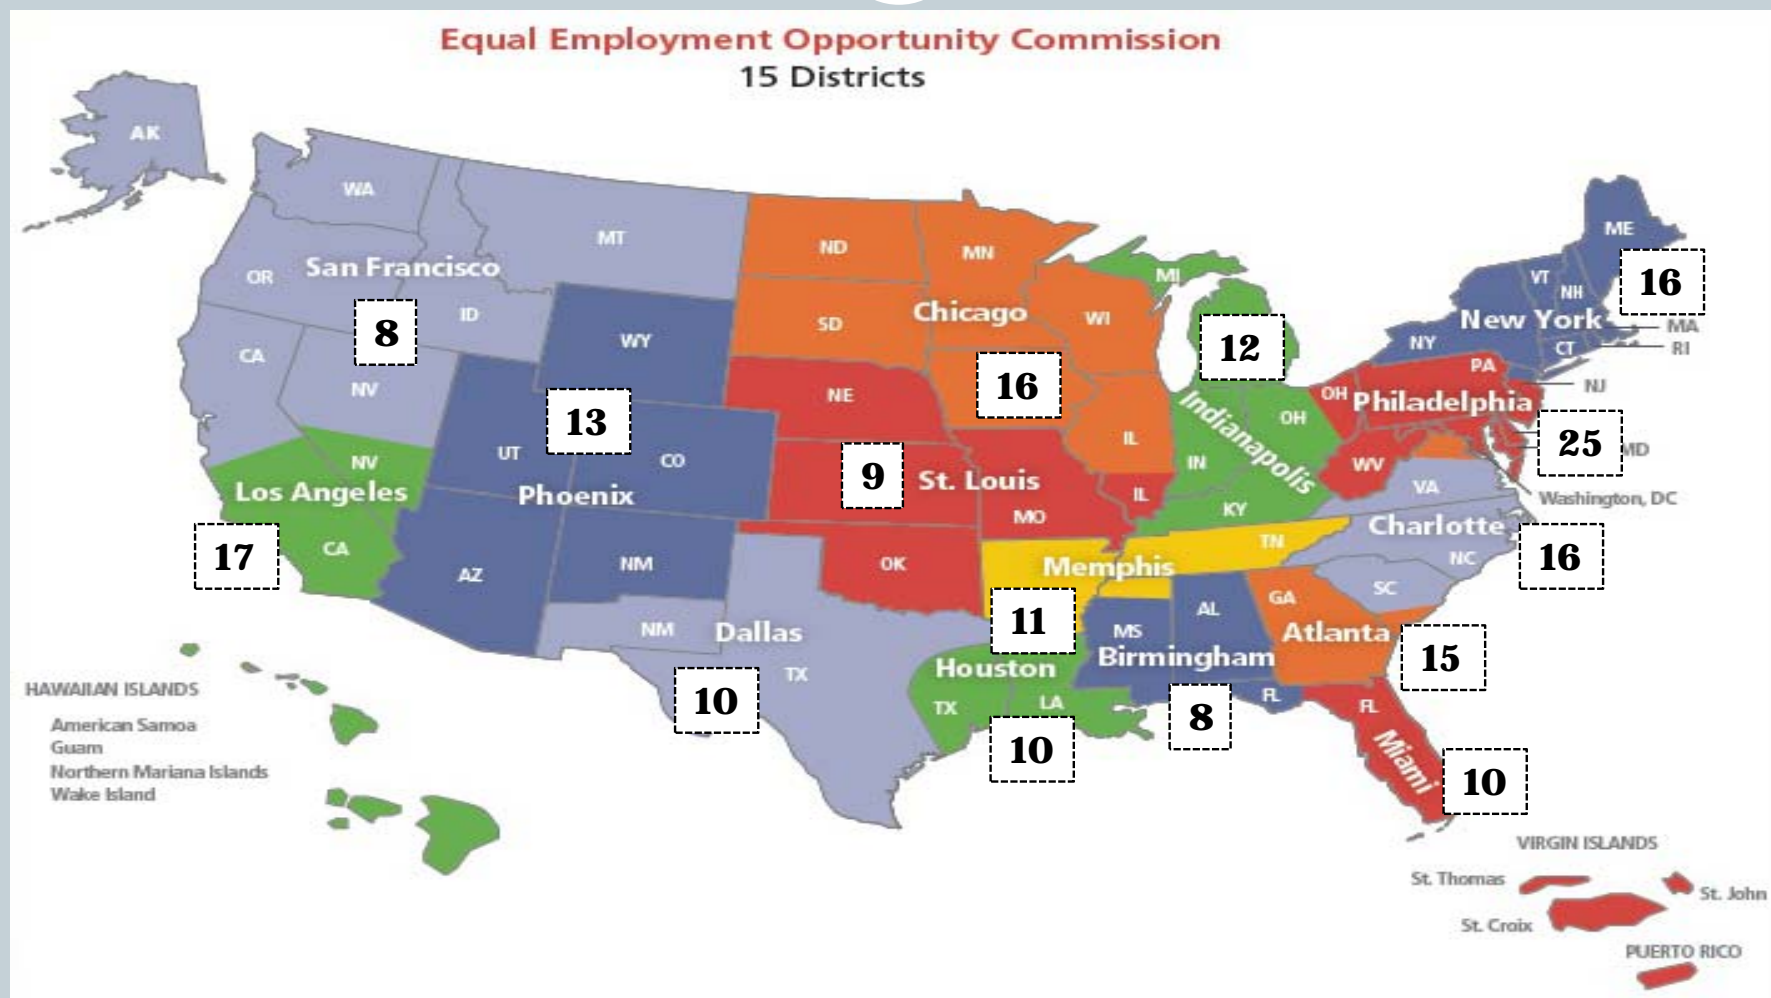 Equal Employment Opportunity Commission
15 Districts
AK
WA
MT
OR
San Francisco
ID
8
CA
NV
ND
MN
SD
Chicago
WI
16
IL
MI
12
Indianapolis
OH
IN
KY
ME
16
VT
NH
New York
NY
MA
CT
RI
PA
NJ
OH
Philadelphia
25
MD
WV
Washington, DC
WY
13
UT
CO
Phoenix
AZ
NM
NE
9
St. Louis
IL
MO
OK
NV
Los Angeles
17
CA
VA
Charlotte
NC
16
SC
TN
Memphis
11
GA
Atlanta
15
AL
MS
Birmingham
FL
8
NM
Dallas
TX
10
Houston
TX
LA
10
FL
Miami
10
HAWAIIAN ISLANDS
American Samoa
Guam
Northern Mariana Islands
Wake Island
VIRGIN ISLANDS
St. Thomas
St. John
St. Croix
PUERTO RICO